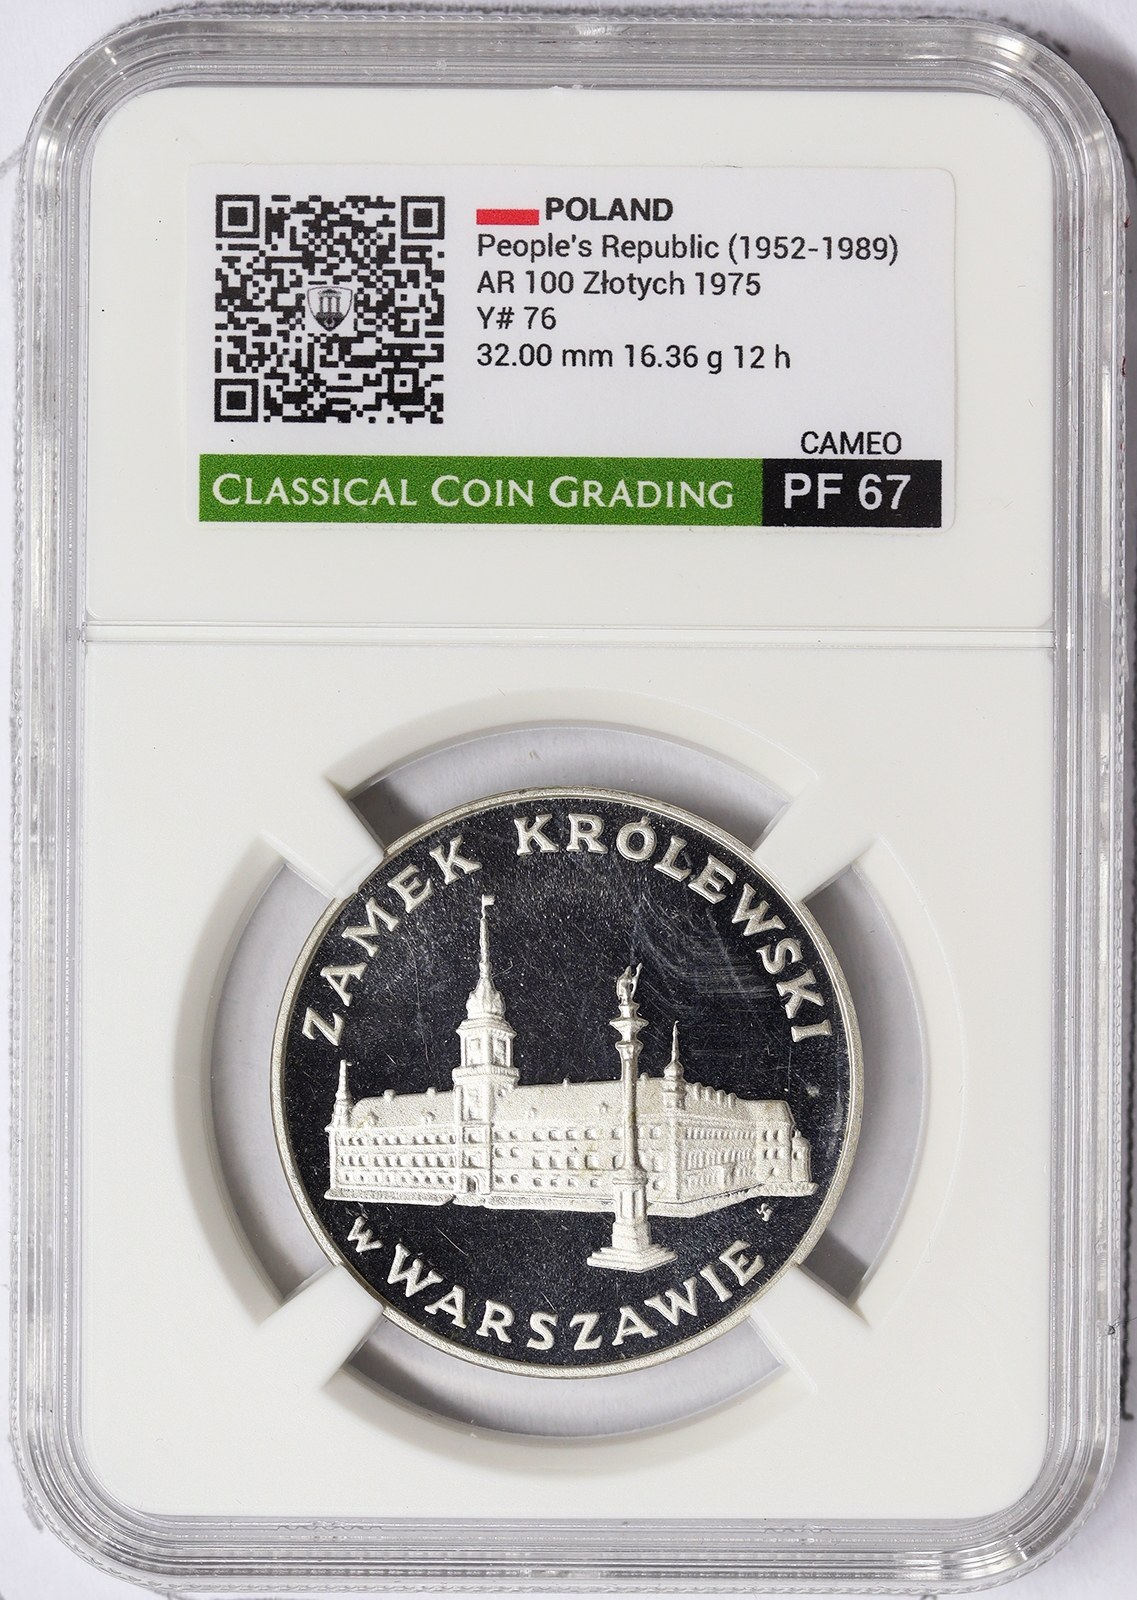 POLAND
People's Republic (1952-1989)
AR 100 Złotych 1975
Y# 76
32.00 mm 16.36 g 12 h
CAMEO
CLASSICAL COIN GRADING PF 67
ZAMEK KRÓLEWSKI
W WARSZAWIE